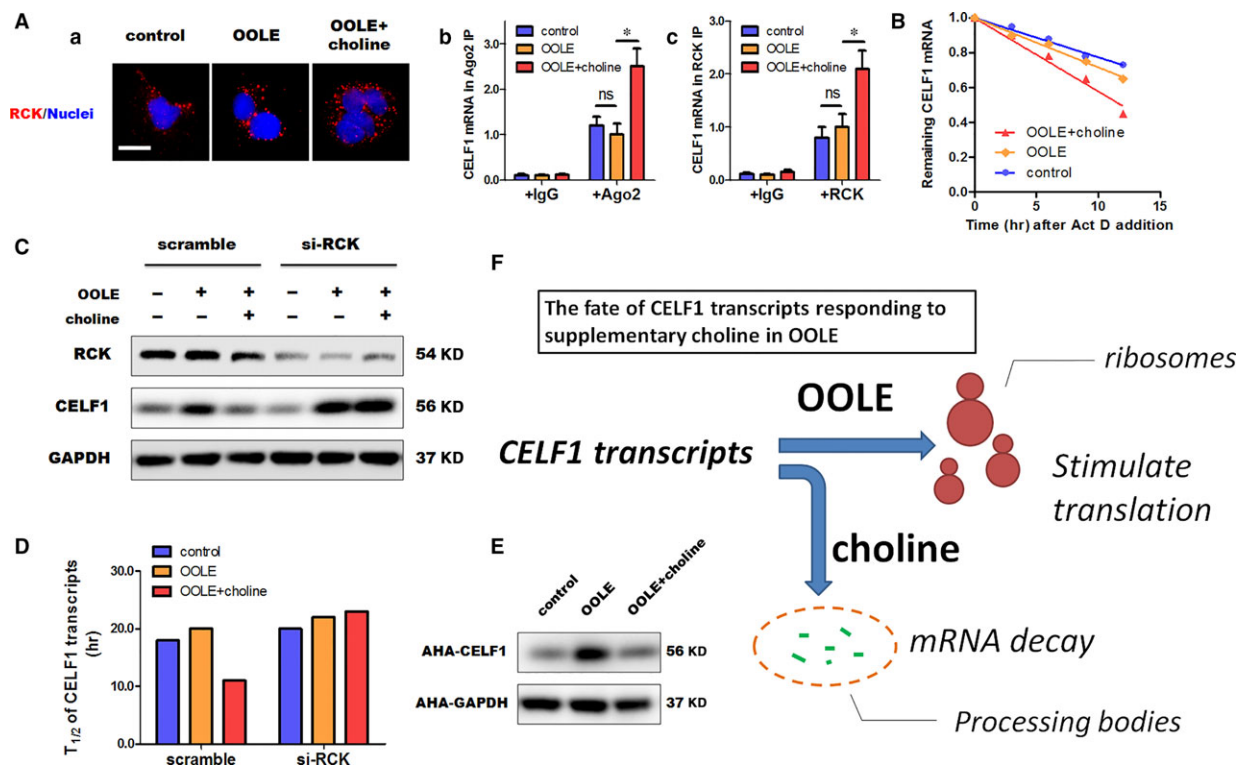 A
a
control
OOLE
OOLE+
choline
RCK/Nuclei
b
control
OOLE
OOLE+choline
CELF1 mRNA in Ago2 IP
3.0
2.0
1.0
0.0
ns
*
+IgG
+Ago2
c
control
OOLE
OOLE+choline
CELF1 mRNA in RCK IP
3.0
2.0
1.0
0.0
ns
*
+IgG
+RCK
B
Remaining CELF1 mRNA
1.0
0.8
0.6
0.4
0.2
0.0
OOLE+choline
OOLE
control
0 5 10 15
Time (hr) after Act D addition
C
scramble si-RCK
OOLE – + + – + +
choline – – + – – +
RCK 54 KD
CELF1 56 KD
GAPDH 37 KD
D
control
OOLE
OOLE+choline
T1/2 of CELF1 transcripts
(hr)
30.0
20.0
10.0
0.0
scramble si-RCK
E
control
OOLE
OOLE+choline
AHA-CELF1 56 KD
AHA-GAPDH 37 KD
F
The fate of CELF1 transcripts responding to
supplementary choline in OOLE
ribosomes
OOLE
CELF1 transcripts
Stimulate
translation
choline
mRNA decay
Processing bodies